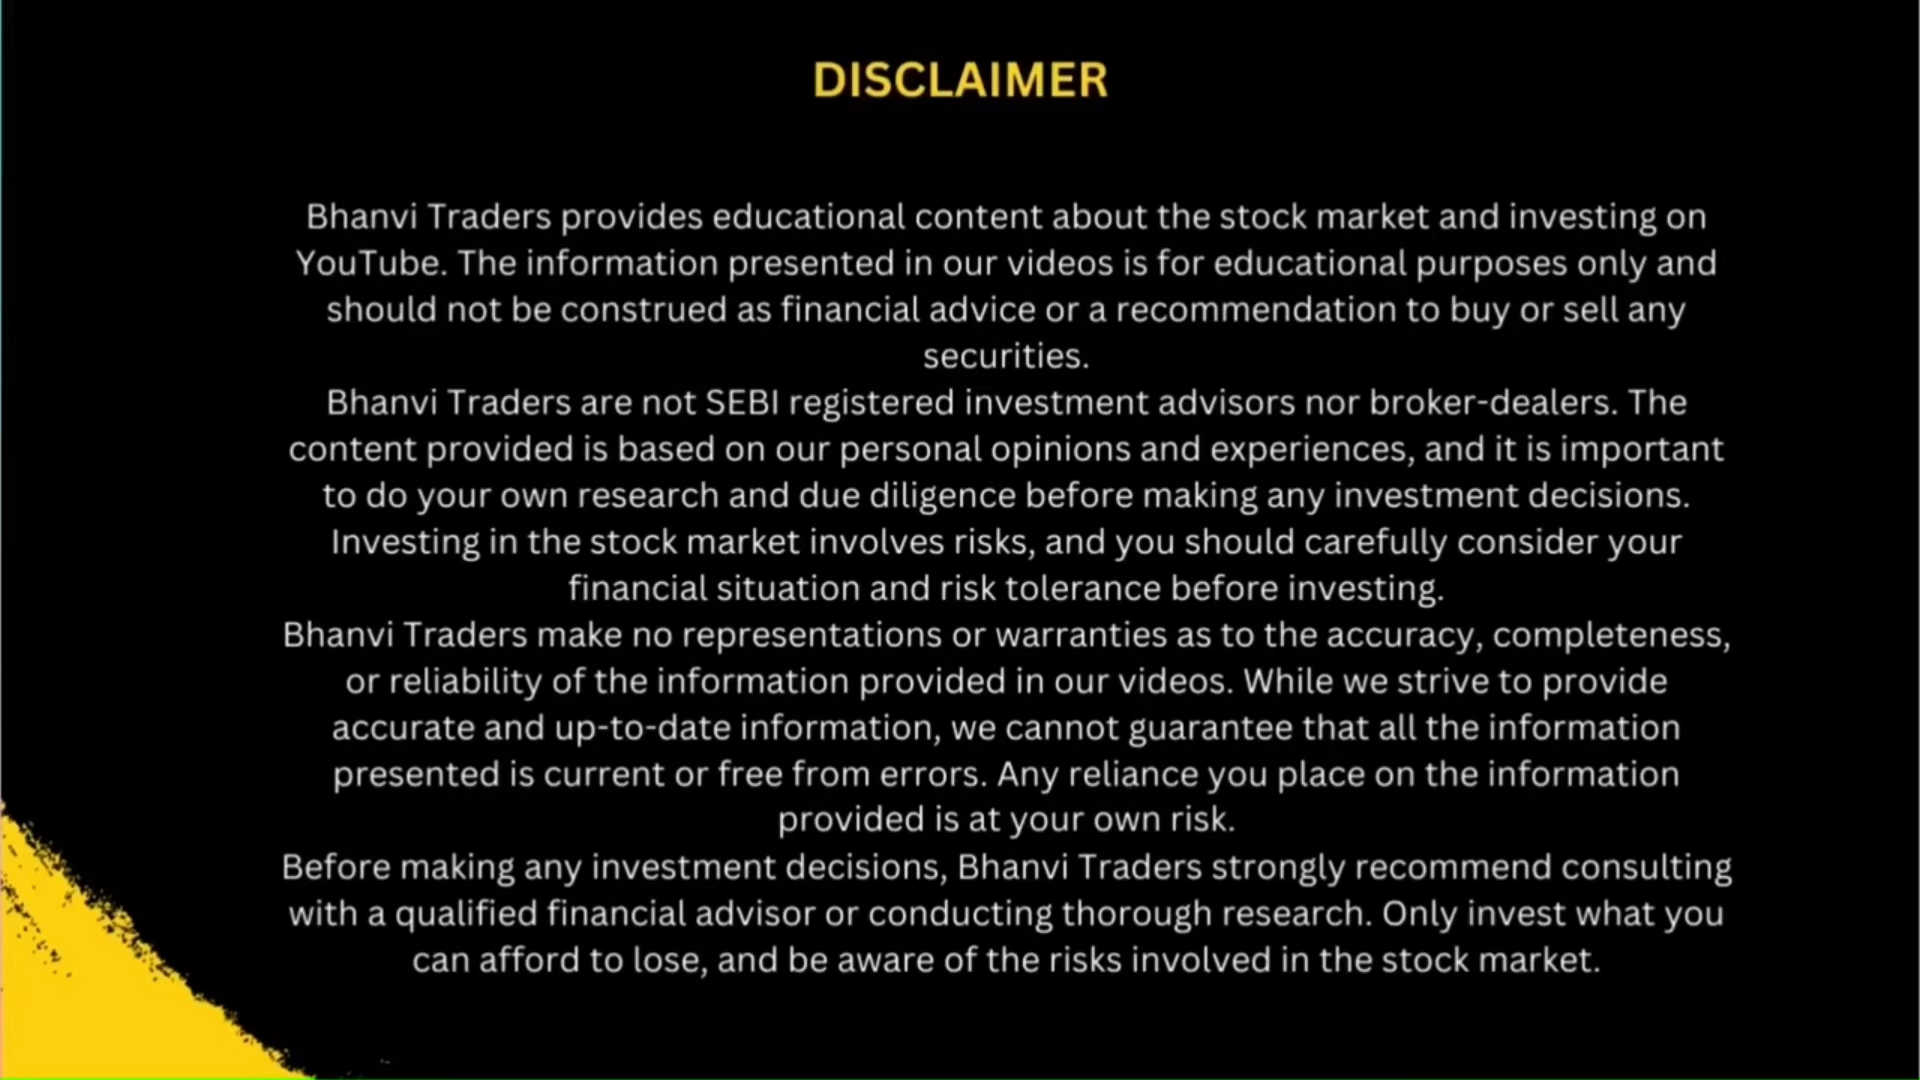 DISCLAIMER
Bhanvi Traders provides educational content about the stock market and investing on
YouTube. The information presented in our videos is for educational purposes only and
should not be construed as financial advice or a recommendation to buy or sell any
securities.
Bhanvi Traders are not SEBI registered investment advisors nor broker-dealers. The
content provided is based on our personal opinions and experiences, and it is important
to do your own research and due diligence before making any investment decisions.
Investing in the stock market involves risks, and you should carefully consider your
financial situation and risk tolerance before investing.
Bhanvi Traders make no representations or warranties as to the accuracy, completeness,
or reliability of the information provided in our videos. While we strive to provide
accurate and up-to-date information, we cannot guarantee that all the information
presented is current or free from errors. Any reliance you place on the information
provided is at your own risk.
Before making any investment decisions, Bhanvi Traders strongly recommend consulting
with a qualified financial advisor or conducting thorough research. Only invest what you
can afford to lose, and be aware of the risks involved in the stock market.